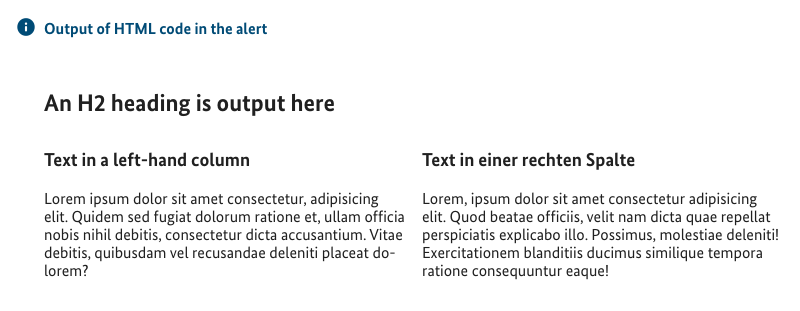 Output of HTML code in the alert
An H2 heading is output here
Text in a left-hand column
Lorem ipsum dolor sit amet consectetur, adipisicing
elit. Quidem sed fugiat dolorum ratione et, ullam officia
nobis nihil debitis, consectetur dicta accusantium. Vitae
debitis, quibusdam vel recusandae deleniti placeat do-
lorem?
Text in einer rechten Spalte
Lorem, ipsum dolor sit amet consectetur adipisicing
elit. Quod beatae officiis, velit nam dicta quae repellat
perspiciatis explicabo illo. Possimus, molestiae deleniti!
Exercitationem blanditiis ducimus similique tempora
ratione consequuntur eaque!